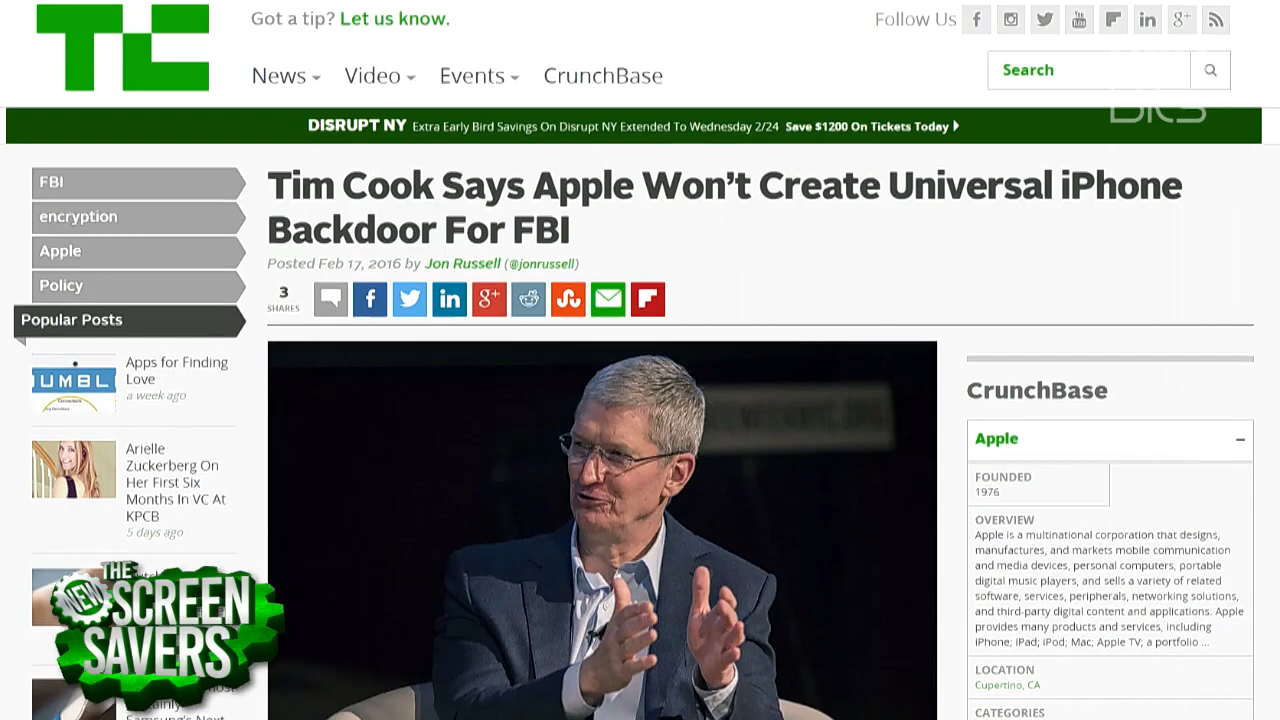 TC
Got a tip? Let us know.
Follow Us
News Video Events CrunchBase
Search
DISRUPT NY Extra Early Bird Savings On Disrupt NY Extended To Wednesday 2/24 Save $1200 On Tickets Today
FBI
encryption
Apple
Policy
Popular Posts
Apps for Finding
Love
a week ago
Arielle
Zuckerberg On
Her First Six
Months In VC At
KPCB
5 days ago
Samsung's Next
THE
NEW
SCREEN
SAVERS
Tim Cook Says Apple Won't Create Universal iPhone
Backdoor For FBI
Posted Feb 17, 2016 by Jon Russell (@jonrussell)
3
SHARES
CrunchBase
Apple
FOUNDED
1976
OVERVIEW
Apple is a multinational corporation that designs,
manufactures, and markets mobile communication
and media devices, personal computers, portable
digital music players, and sells a variety of related
software, services, peripherals, networking solutions,
and third-party digital content and applications. Apple
provides many products and services, including
iPhone; iPad; iPod; Mac; Apple TV; a portfolio ...
LOCATION
Cupertino, CA
CATEGORIES